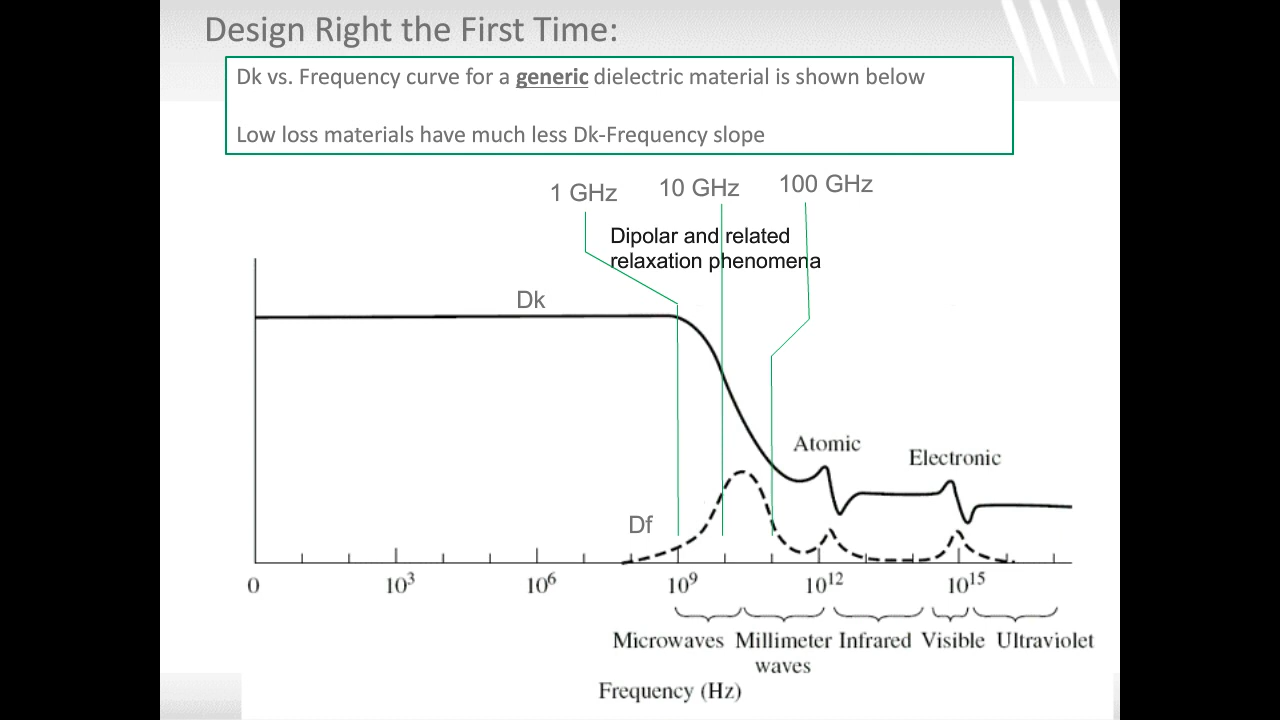 Design Right the First Time:
Dk vs. Frequency curve for a generic dielectric material is shown below
Low loss materials have much less Dk-Frequency slope
1 GHz 10 GHz 100 GHz
Dipolar and related
relaxation phenomena
Dk
Atomic
Electronic
Df
0 10³ 10⁶ 10⁹ 10¹² 10¹⁵
Microwaves Millimeter Infrared Visible Ultraviolet
waves
Frequency (Hz)